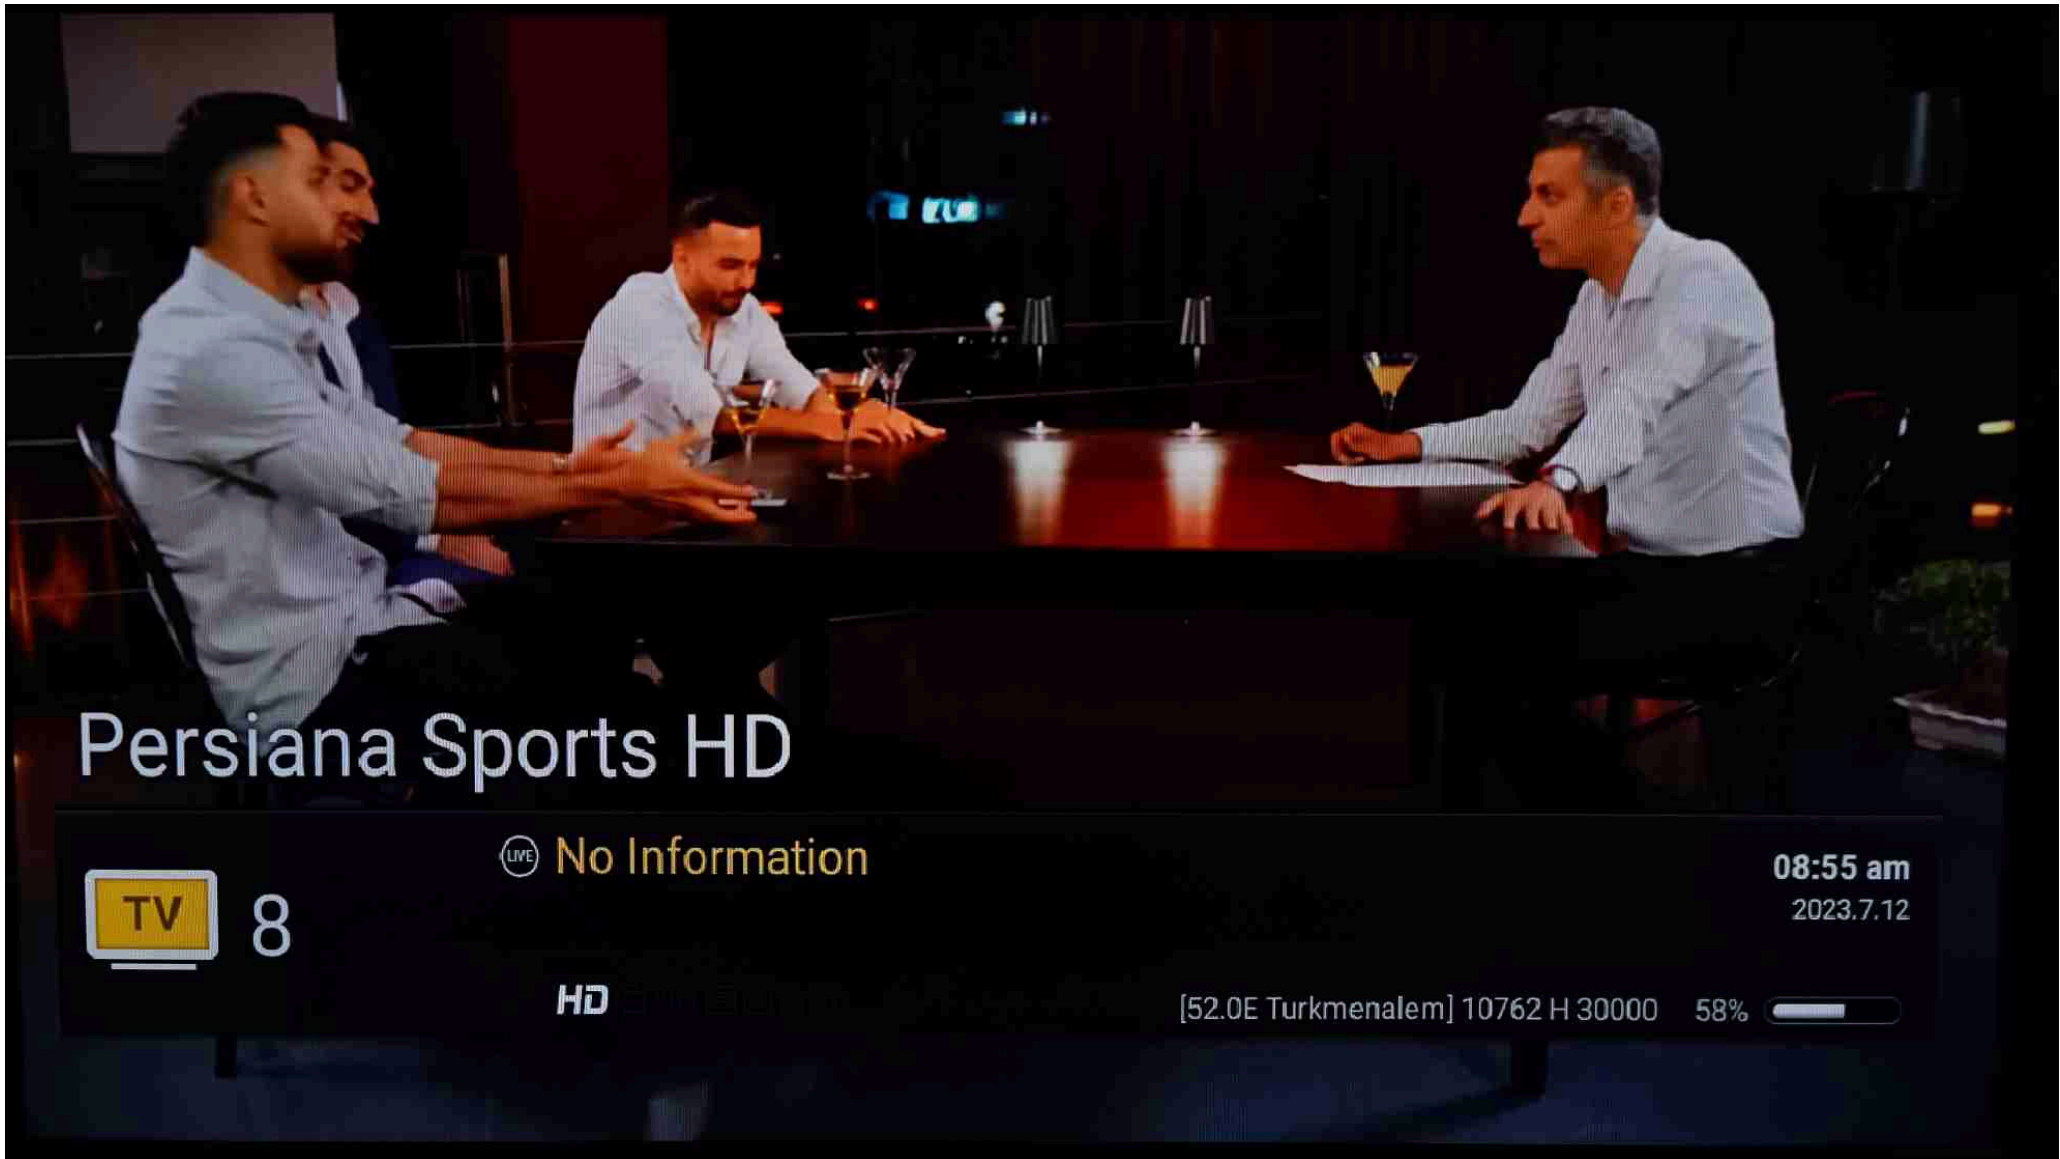 Persiana Sports HD
LIVE No Information
TV 8
08:55 am
2023.7.12
HD
[52.0E Turkmenalem] 10762 H 30000 58%